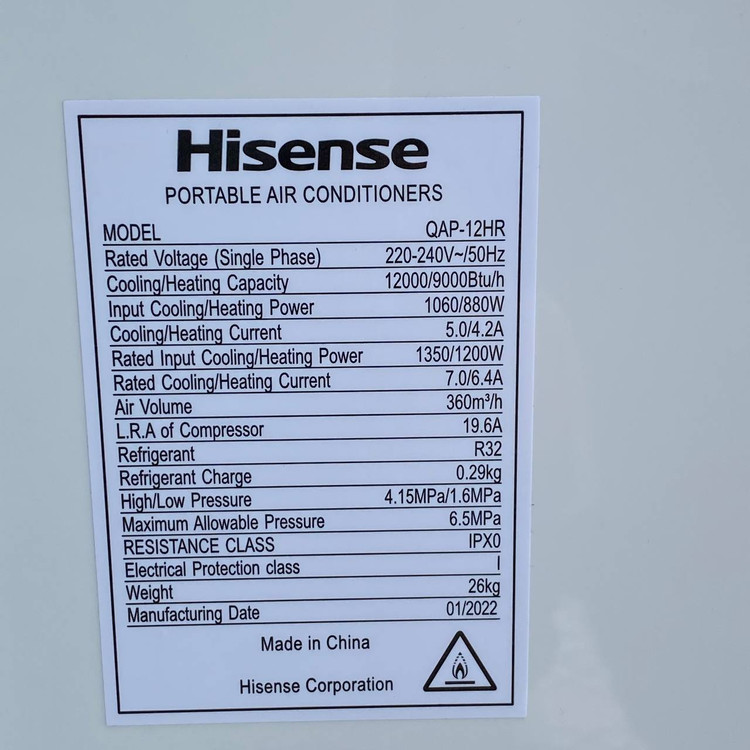 Hisense
PORTABLE AIR CONDITIONERS
MODEL QAP-12HR
Rated Voltage (Single Phase) 220-240V~/50Hz
Cooling/Heating Capacity 12000/9000Btu/h
Input Cooling/Heating Power 1060/880W
Cooling/Heating Current 5.0/4.2A
Rated Input Cooling/Heating Power 1350/1200W
Rated Cooling/Heating Current 7.0/6.4A
Air Volume 360m³/h
L.R.A of Compressor 19.6A
Refrigerant R32
Refrigerant Charge 0.29kg
High/Low Pressure 4.15MPa/1.6MPa
Maximum Allowable Pressure 6.5MPa
RESISTANCE CLASS IPX0
Electrical Protection class I
Weight 26kg
Manufacturing Date 01/2022
Made in China
Hisense Corporation